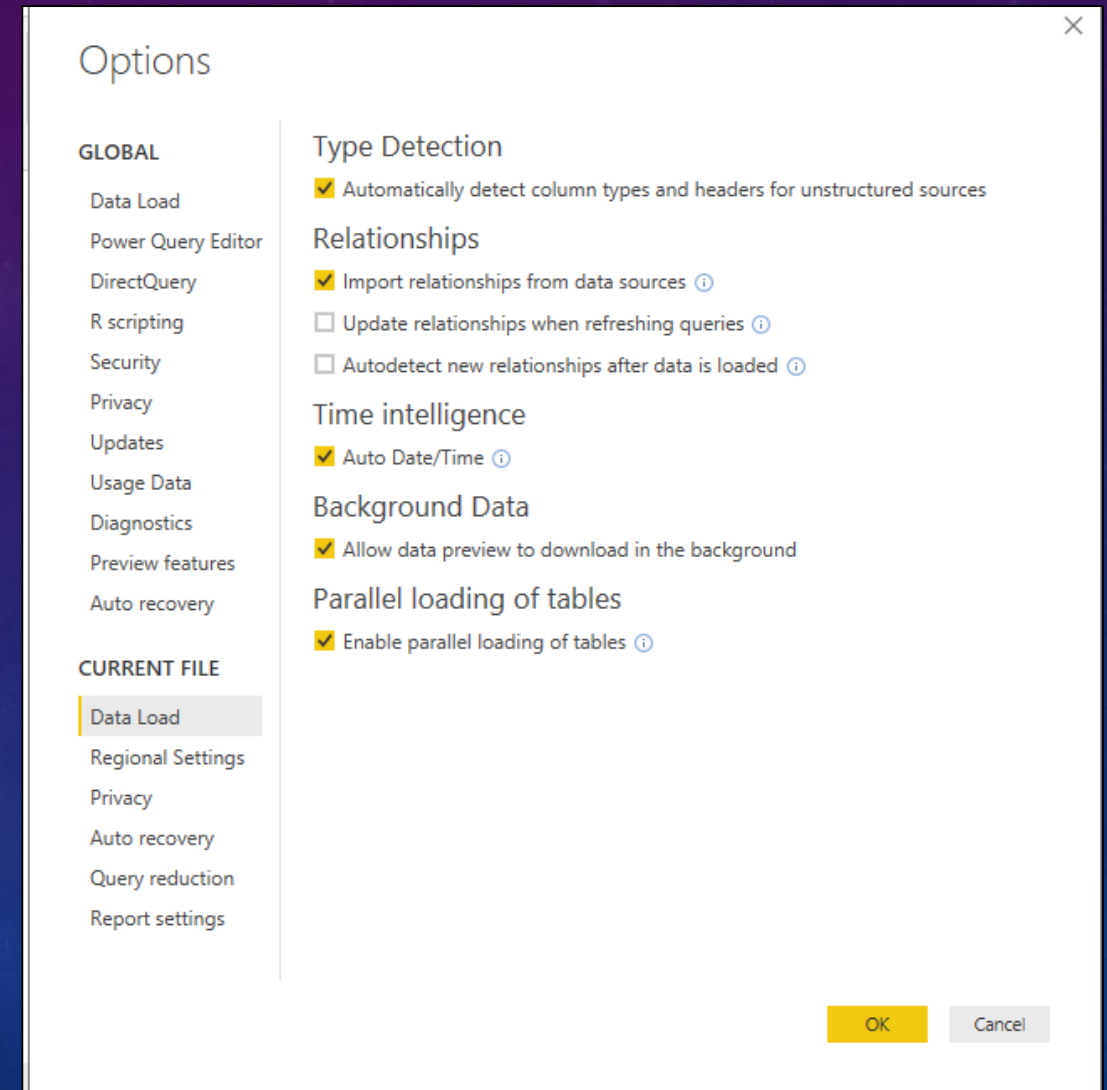 Options
GLOBAL
Data Load
Power Query Editor
DirectQuery
R scripting
Security
Privacy
Updates
Usage Data
Diagnostics
Preview features
Auto recovery
CURRENT FILE
Data Load
Regional Settings
Privacy
Auto recovery
Query reduction
Report settings
Type Detection
Automatically detect column types and headers for unstructured sources
Relationships
Import relationships from data sources
Update relationships when refreshing queries
Autodetect new relationships after data is loaded
Time intelligence
Auto Date/Time
Background Data
Allow data preview to download in the background
Parallel loading of tables
Enable parallel loading of tables
OK
Cancel